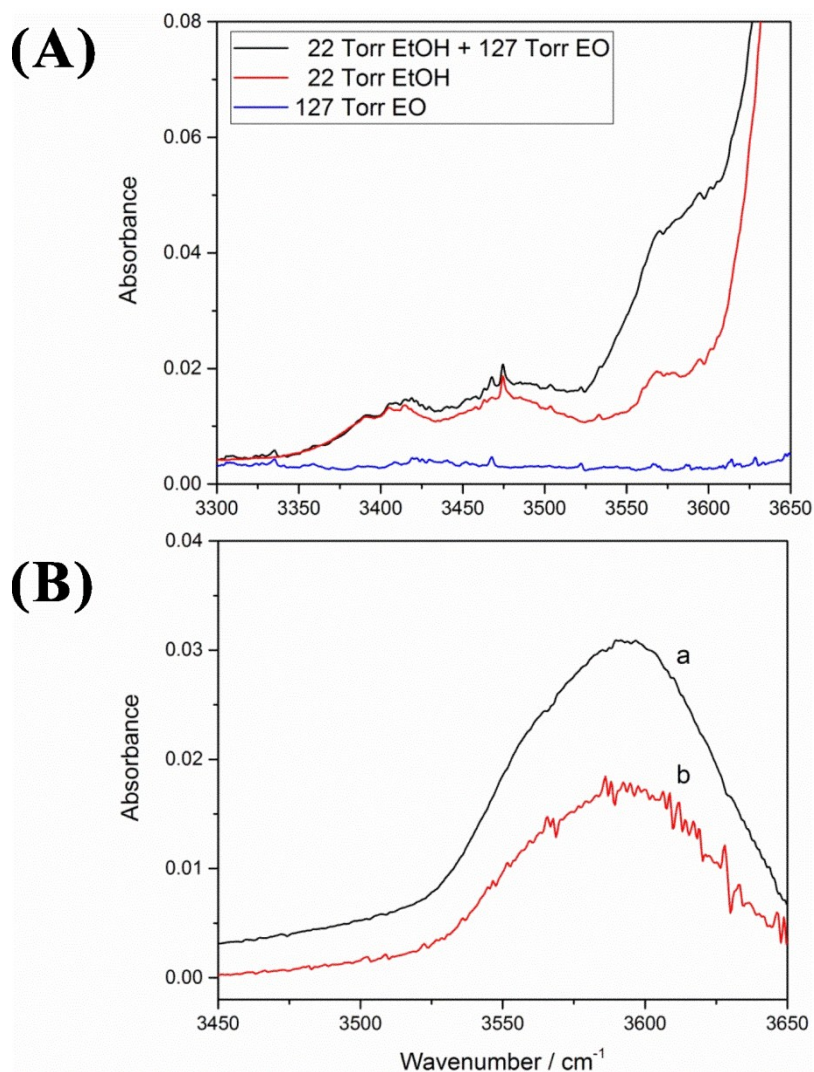 (A)
0.08
0.06
0.04
0.02
0.00
Absorbance
22 Torr EtOH + 127 Torr EO
22 Torr EtOH
127 Torr EO
3300 3350 3400 3450 3500 3550 3600 3650
(B)
0.04
0.03
0.02
0.01
0.00
Absorbance
a
b
3450 3500 3550 3600 3650
Wavenumber / cm⁻¹